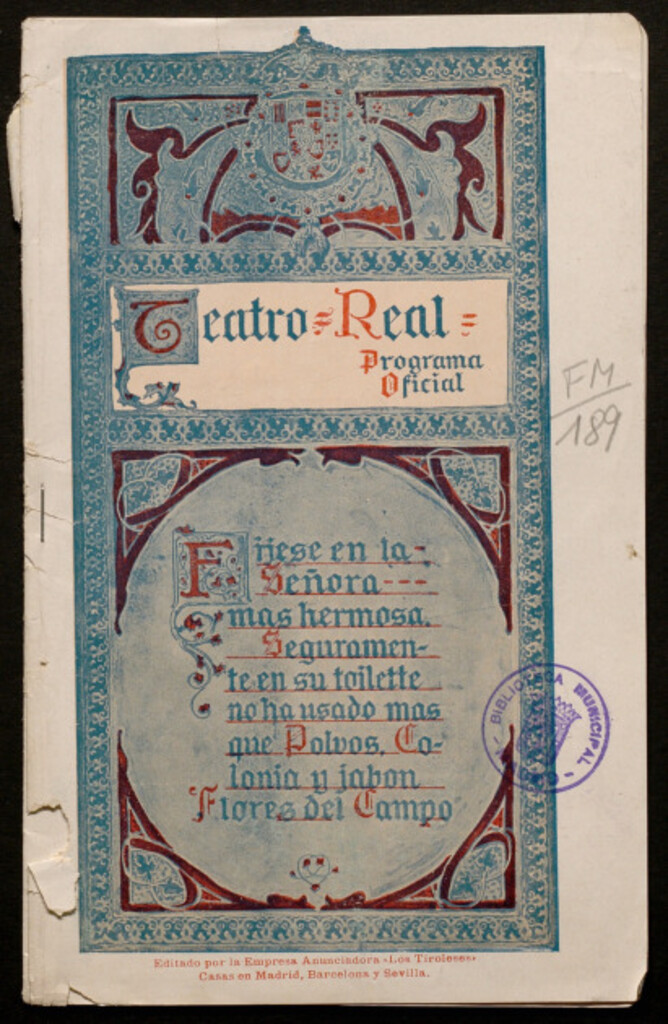 Teatro=Real=
Programa
Oficial
FM
189
Fijese en la-
Señora---
mas hermosa.
Seguramen-
te en su toilette
no ha usado mas
que Polvos, Co-
lonia y jabon
Flores del Campo
BIBLIOTECA MUNICIPAL
Editado por la Empresa Anunciadora «Los Tiroleses»
Casas en Madrid, Barcelona y Sevilla.